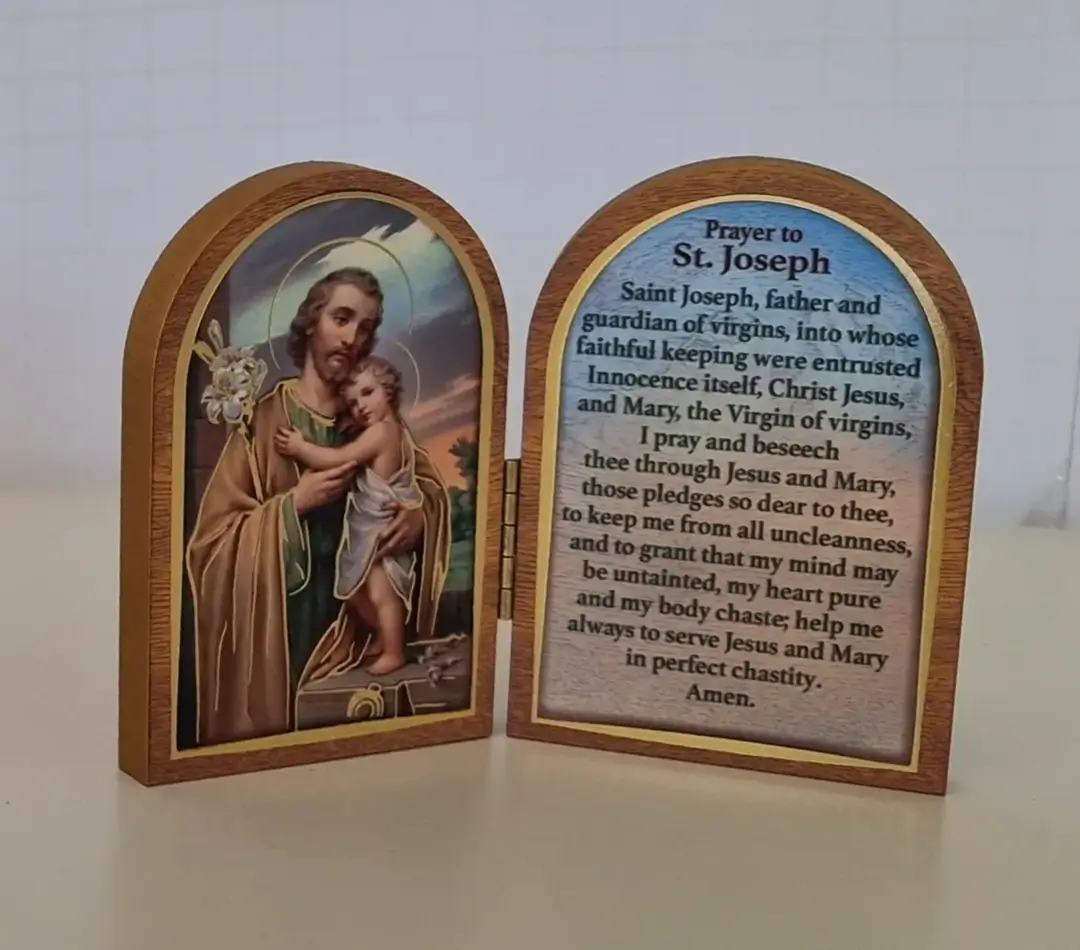 Prayer to
St. Joseph
Saint Joseph, father and
guardian of virgins, into whose
faithful keeping were entrusted
Innocence itself, Christ Jesus,
and Mary, the Virgin of virgins,
I pray and beseech
thee through Jesus and Mary,
those pledges so dear to thee,
to keep me from all uncleanness,
and to grant that my mind may
be untainted, my heart pure
and my body chaste; help me
always to serve Jesus and Mary
in perfect chastity.
Amen.